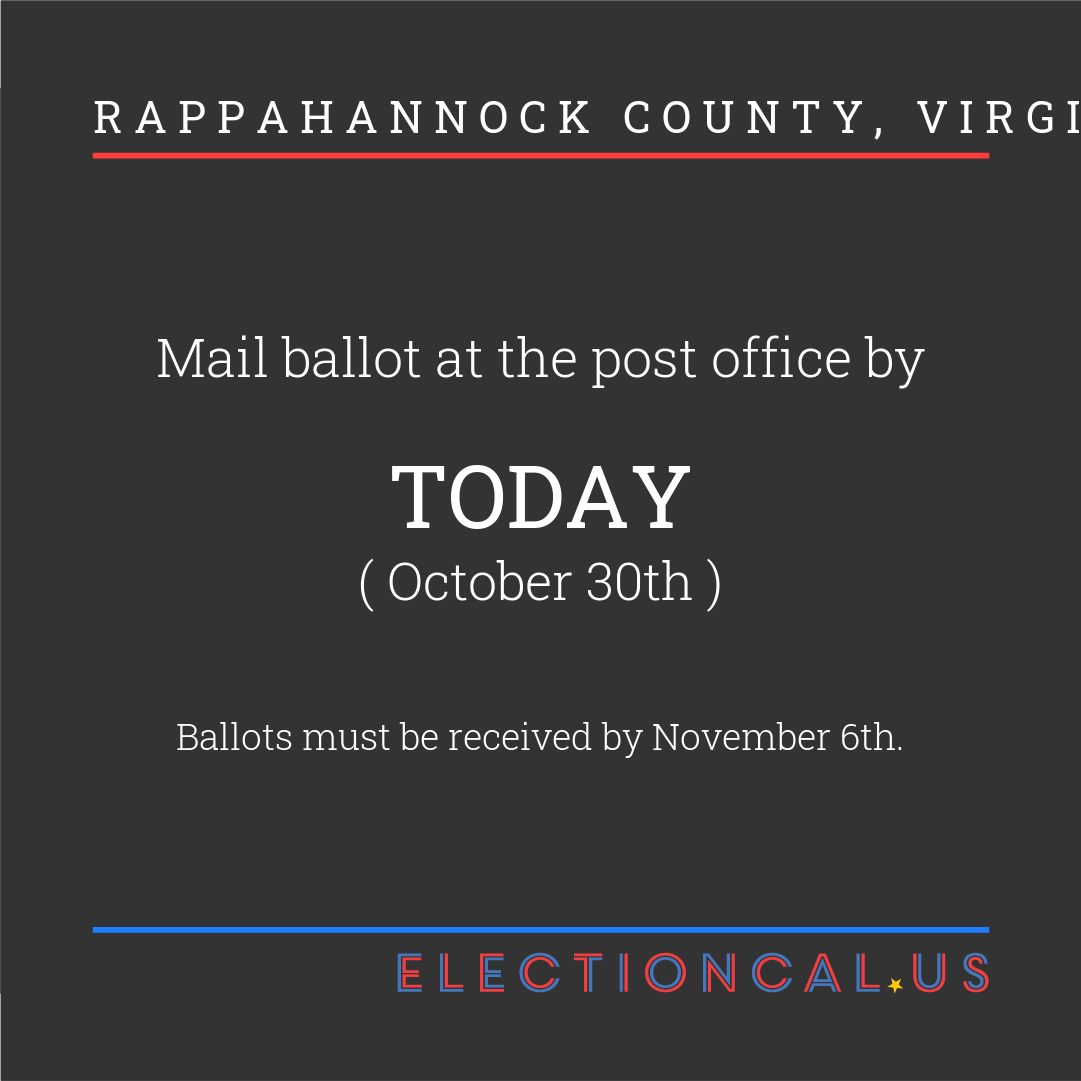 RAPPAHANNOCK COUNTY, VIRGI
Mail ballot at the post office by
TODAY
( October 30th )
Ballots must be received by November 6th.
ELECTIONCAL.US